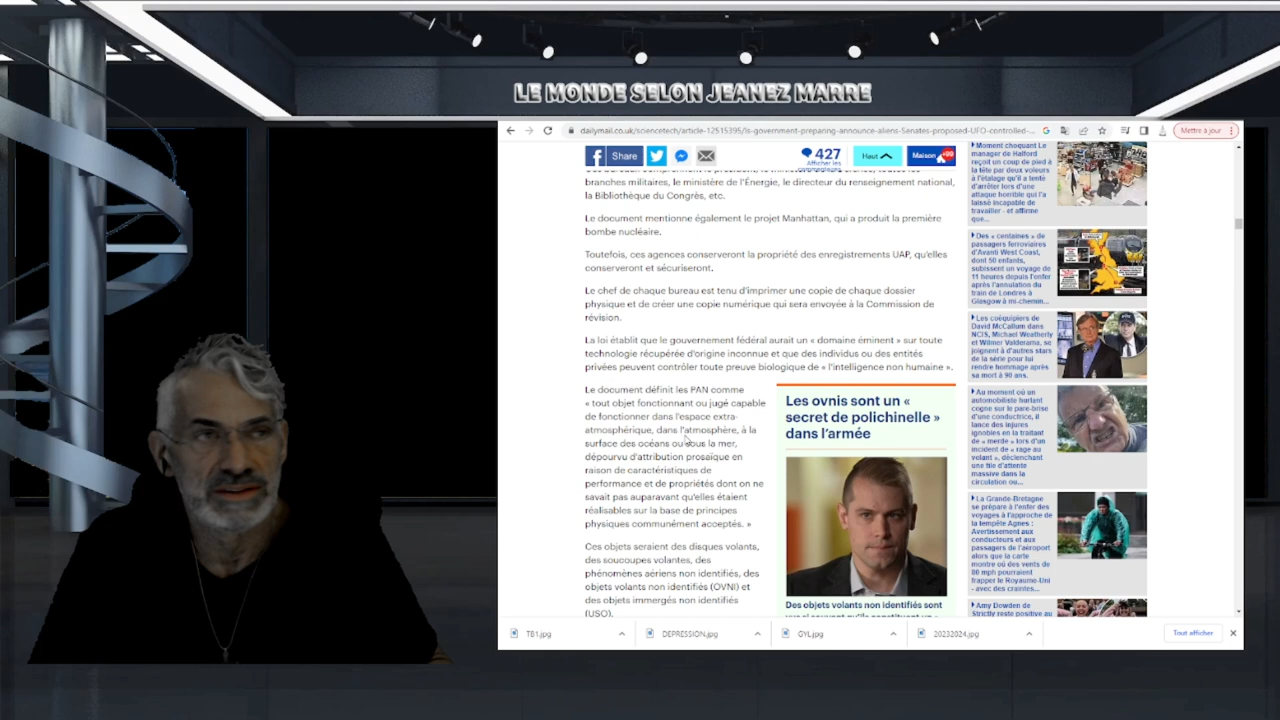 LE MONDE SELON JEANEZ MARRE
dailymail.co.uk/sciencetech/article-12515395/Is-government-preparing-announce-aliens-Senates-proposed-UFO-controlled-...
Mettre à jour
Share
427
Afficher les
Haut
Maison
+99
branches militaires, le ministère de l'Énergie, le directeur du renseignement national,
la Bibliothèque du Congrès, etc.
Le document mentionne également le projet Manhattan, qui a produit la première
bombe nucléaire.
Toutefois, ces agences conserveront la propriété des enregistrements UAP, qu'elles
conserveront et sécuriseront.
Le chef de chaque bureau est tenu d'imprimer une copie de chaque dossier
physique et de créer une copie numérique qui sera envoyée à la Commission de
révision.
La loi établit que le gouvernement fédéral aurait un « domaine éminent » sur toute
technologie récupérée d'origine inconnue et que des individus ou des entités
privées peuvent contrôler toute preuve biologique de « l'intelligence non humaine ».
Le document définit les PAN comme
« tout objet fonctionnant ou jugé capable
de fonctionner dans l'espace extra-
atmosphérique, dans l'atmosphère, à la
surface des océans ou sous la mer,
dépourvu d'attribution prosaïque en
raison de caractéristiques de
performance et de propriétés dont on ne
savait pas auparavant qu'elles étaient
réalisables sur la base de principes
physiques communément acceptés. »
Ces objets seraient des disques volants,
des soucoupes volantes, des
phénomènes aériens non identifiés, des
objets volants non identifiés (OVNI) et
des objets immergés non identifiés
(USO).
Les ovnis sont un «
secret de polichinelle »
dans l'armée
Des objets volants non identifiés sont
Moment choquant Le
manager de Halford
reçoit un coup de pied à
la tête par deux voleurs
à l'étalage qu'il a tenté
d'arrêter lors d'une
attaque horrible qui l'a
laissé incapable de
travailler - et affirme
que...
Des « centaines » de
passagers ferroviaires
d'Avanti West Coast,
dont 50 enfants,
subissent un voyage de
11 heures depuis l'enfer
après l'annulation du
train de Londres à
Glasgow à mi-chemin...
Les coéquipiers de
David McCallum dans
NCIS, Michael Weatherly
et Wilmer Valderama, se
joignent à d'autres stars
de la série pour lui
rendre hommage après
sa mort à 90 ans.
Au moment où un
automobiliste hurlant
cogne sur le pare-brise
d'une conductrice, il
lance des injures
ignobles en la traitant
de « merde » lors d'un
incident de « rage au
volant », déclenchant
une file d'attente
massive dans la
circulation ou...
La Grande-Bretagne
se prépare à l'enfer des
voyages à l'approche de
la tempête Agnes :
Avertissement aux
conducteurs et aux
passagers de l'aéroport
alors que la carte
montre où des vents de
80 mph pourraient
frapper le Royaume-Uni
- avec des craintes...
Amy Dowden de
Strictly reste positive au
TB1.jpg
DEPRESSION.jpg
GYL.jpg
20232024.jpg
Tout afficher